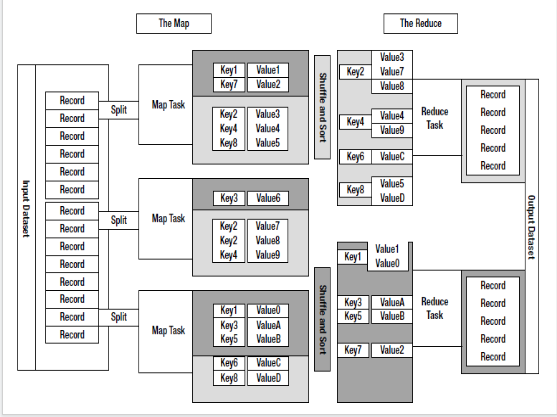 The Map
The Reduce
Input Dataset
Record
Record
Record
Record
Record
Record
Record
Record
Record
Record
Record
Record
Record
Record
Split
Split
Split
Map Task
Map Task
Map Task
Key1 Value1
Key7 Value2
Key2 Value3
Key4 Value4
Key8 Value5
Key3 Value6
Key2 Value7
Key2 Value8
Key4 Value9
Key1 Value0
Key3 ValueA
Key5 ValueB
Key6 ValueC
Key8 ValueD
Shuffle and Sort
Shuffle and Sort
Value3
Key2 Value7
Value8
Key4 Value4
Value9
Key6 ValueC
Key8 Value5
ValueD
Key1 Value1
Value0
Key3 ValueA
Key5 ValueB
Key7 Value2
Reduce
Task
Reduce
Task
Record
Record
Record
Record
Record
Record
Record
Record
Record
Record
Output Dataset